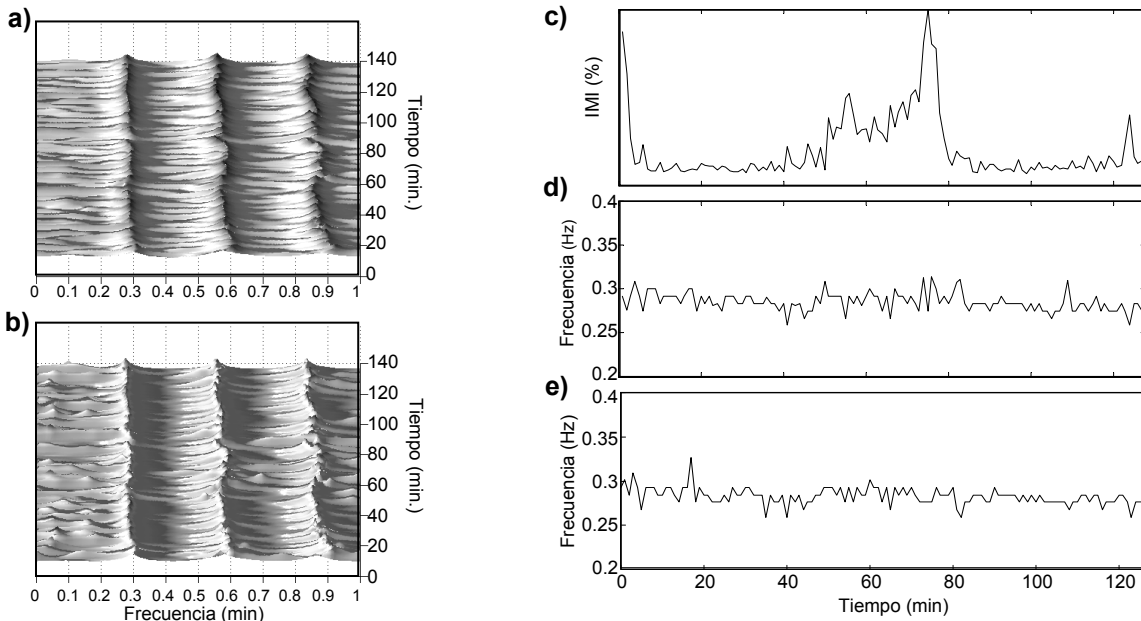 a)
140
120
100
80
60
40
20
0
Tiempo (min.)
0 0.1 0.2 0.3 0.4 0.5 0.6 0.7 0.8 0.9 1
b)
140
120
100
80
60
40
20
0
Tiempo (min.)
0 0.1 0.2 0.3 0.4 0.5 0.6 0.7 0.8 0.9 1
Frecuencia (min)
c)
IMI (%)
d)
0.4
0.35
0.3
0.25
0.2
Frecuencia (Hz)
e)
0.4
0.35
0.3
0.25
0.2
Frecuencia (Hz)
0 20 40 60 80 100 120
Tiempo (min)